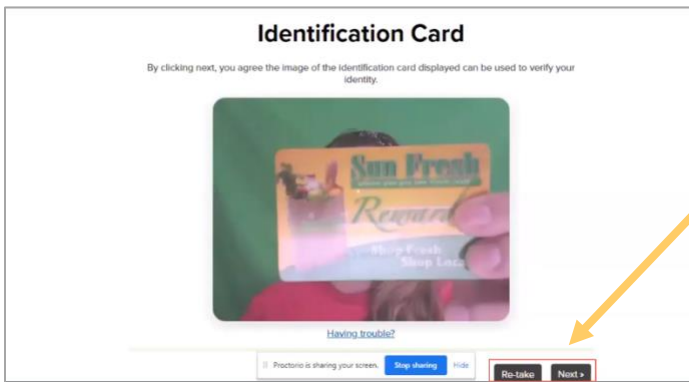 Identification Card
By clicking next, you agree the image of the identification card displayed can be used to verify your
identity.
Sun Fresh
Reward
Shop Fresh
Shop Loca
Having trouble?
Proctorio is sharing your screen. Stop sharing Hide
Re-take Next »